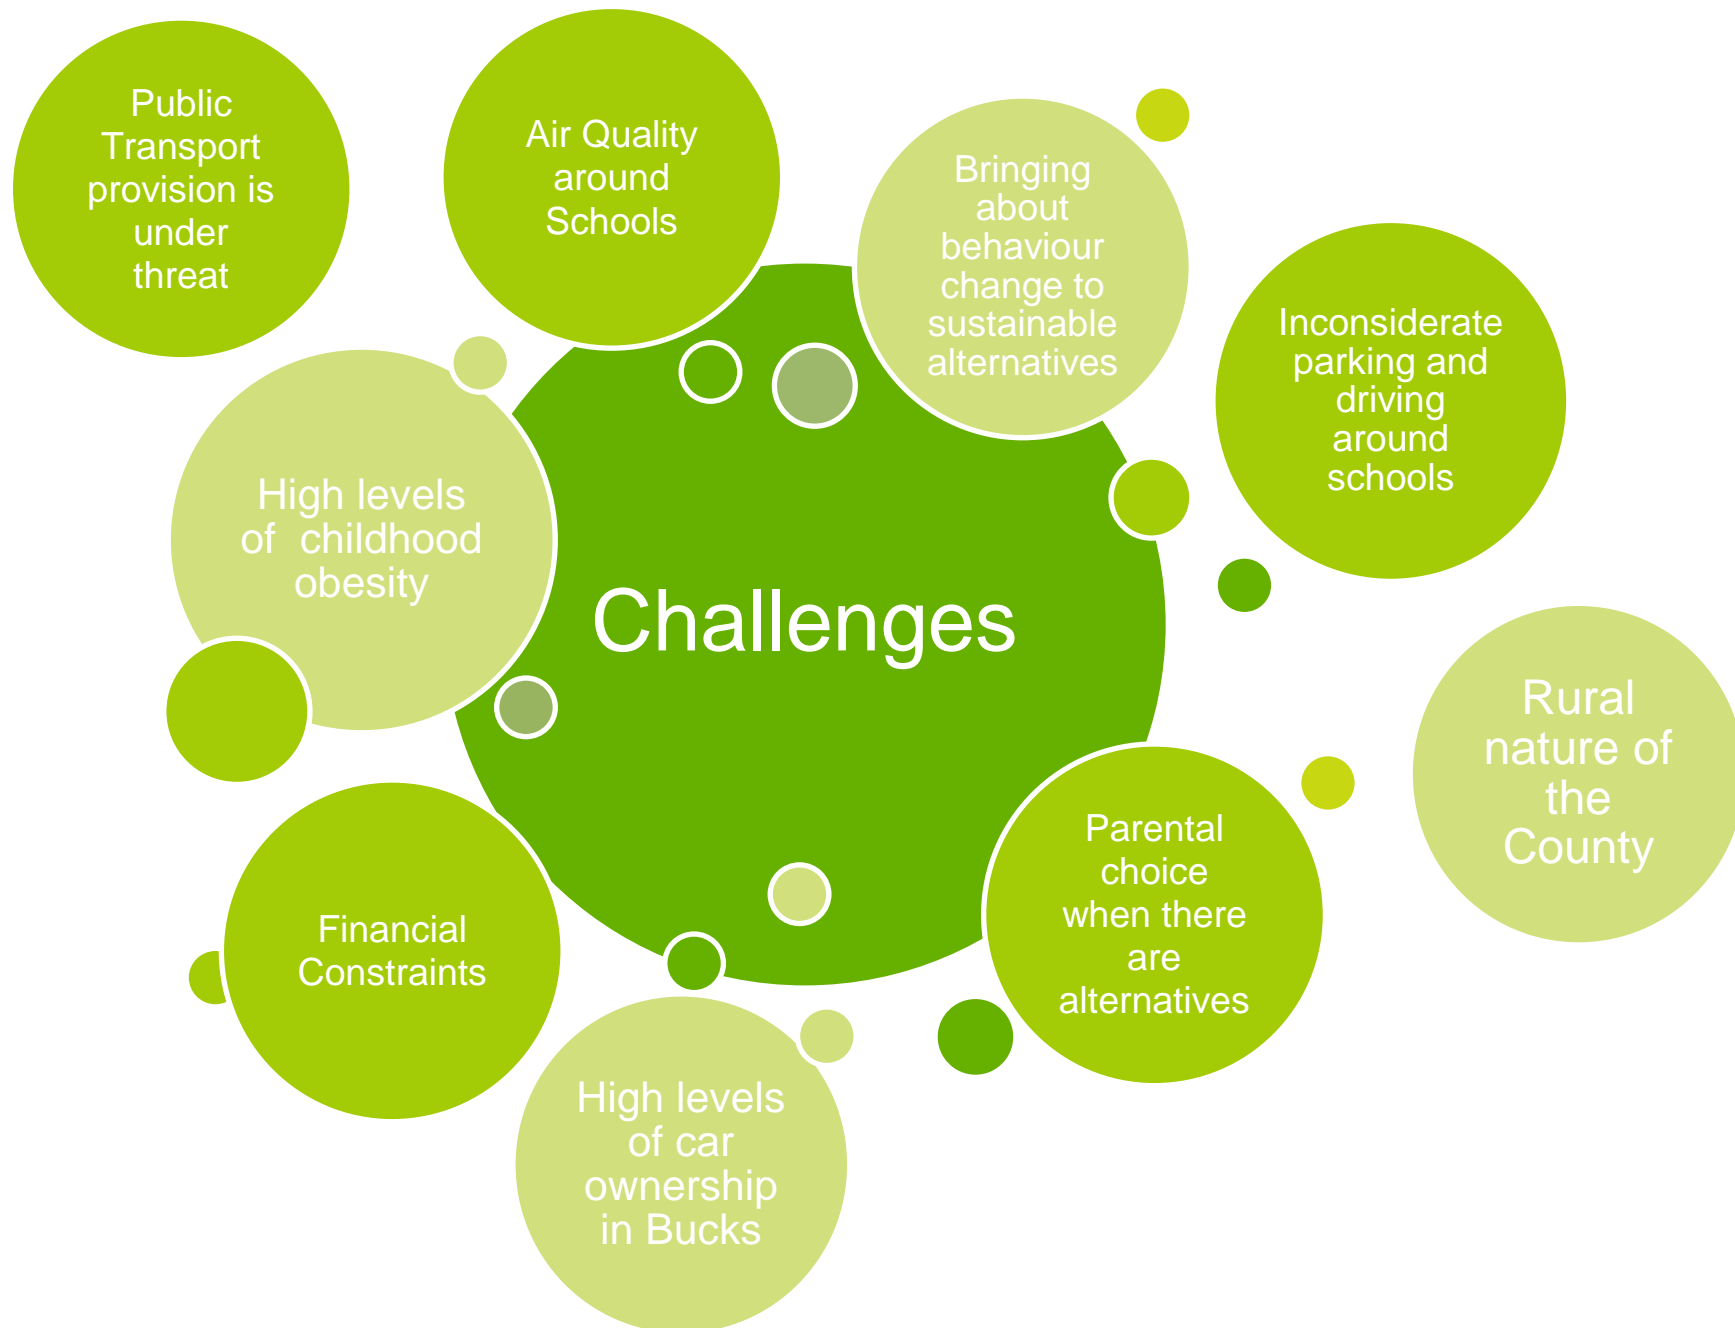 Public
Transport
provision is
under
threat
Air Quality
around
Schools
Bringing
about
behaviour
change to
sustainable
alternatives
Inconsiderate
parking and
driving
around
schools
High levels
of childhood
obesity
Challenges
Rural
nature of
the
County
Parental
choice
when there
are
alternatives
Financial
Constraints
High levels
of car
ownership
in Bucks